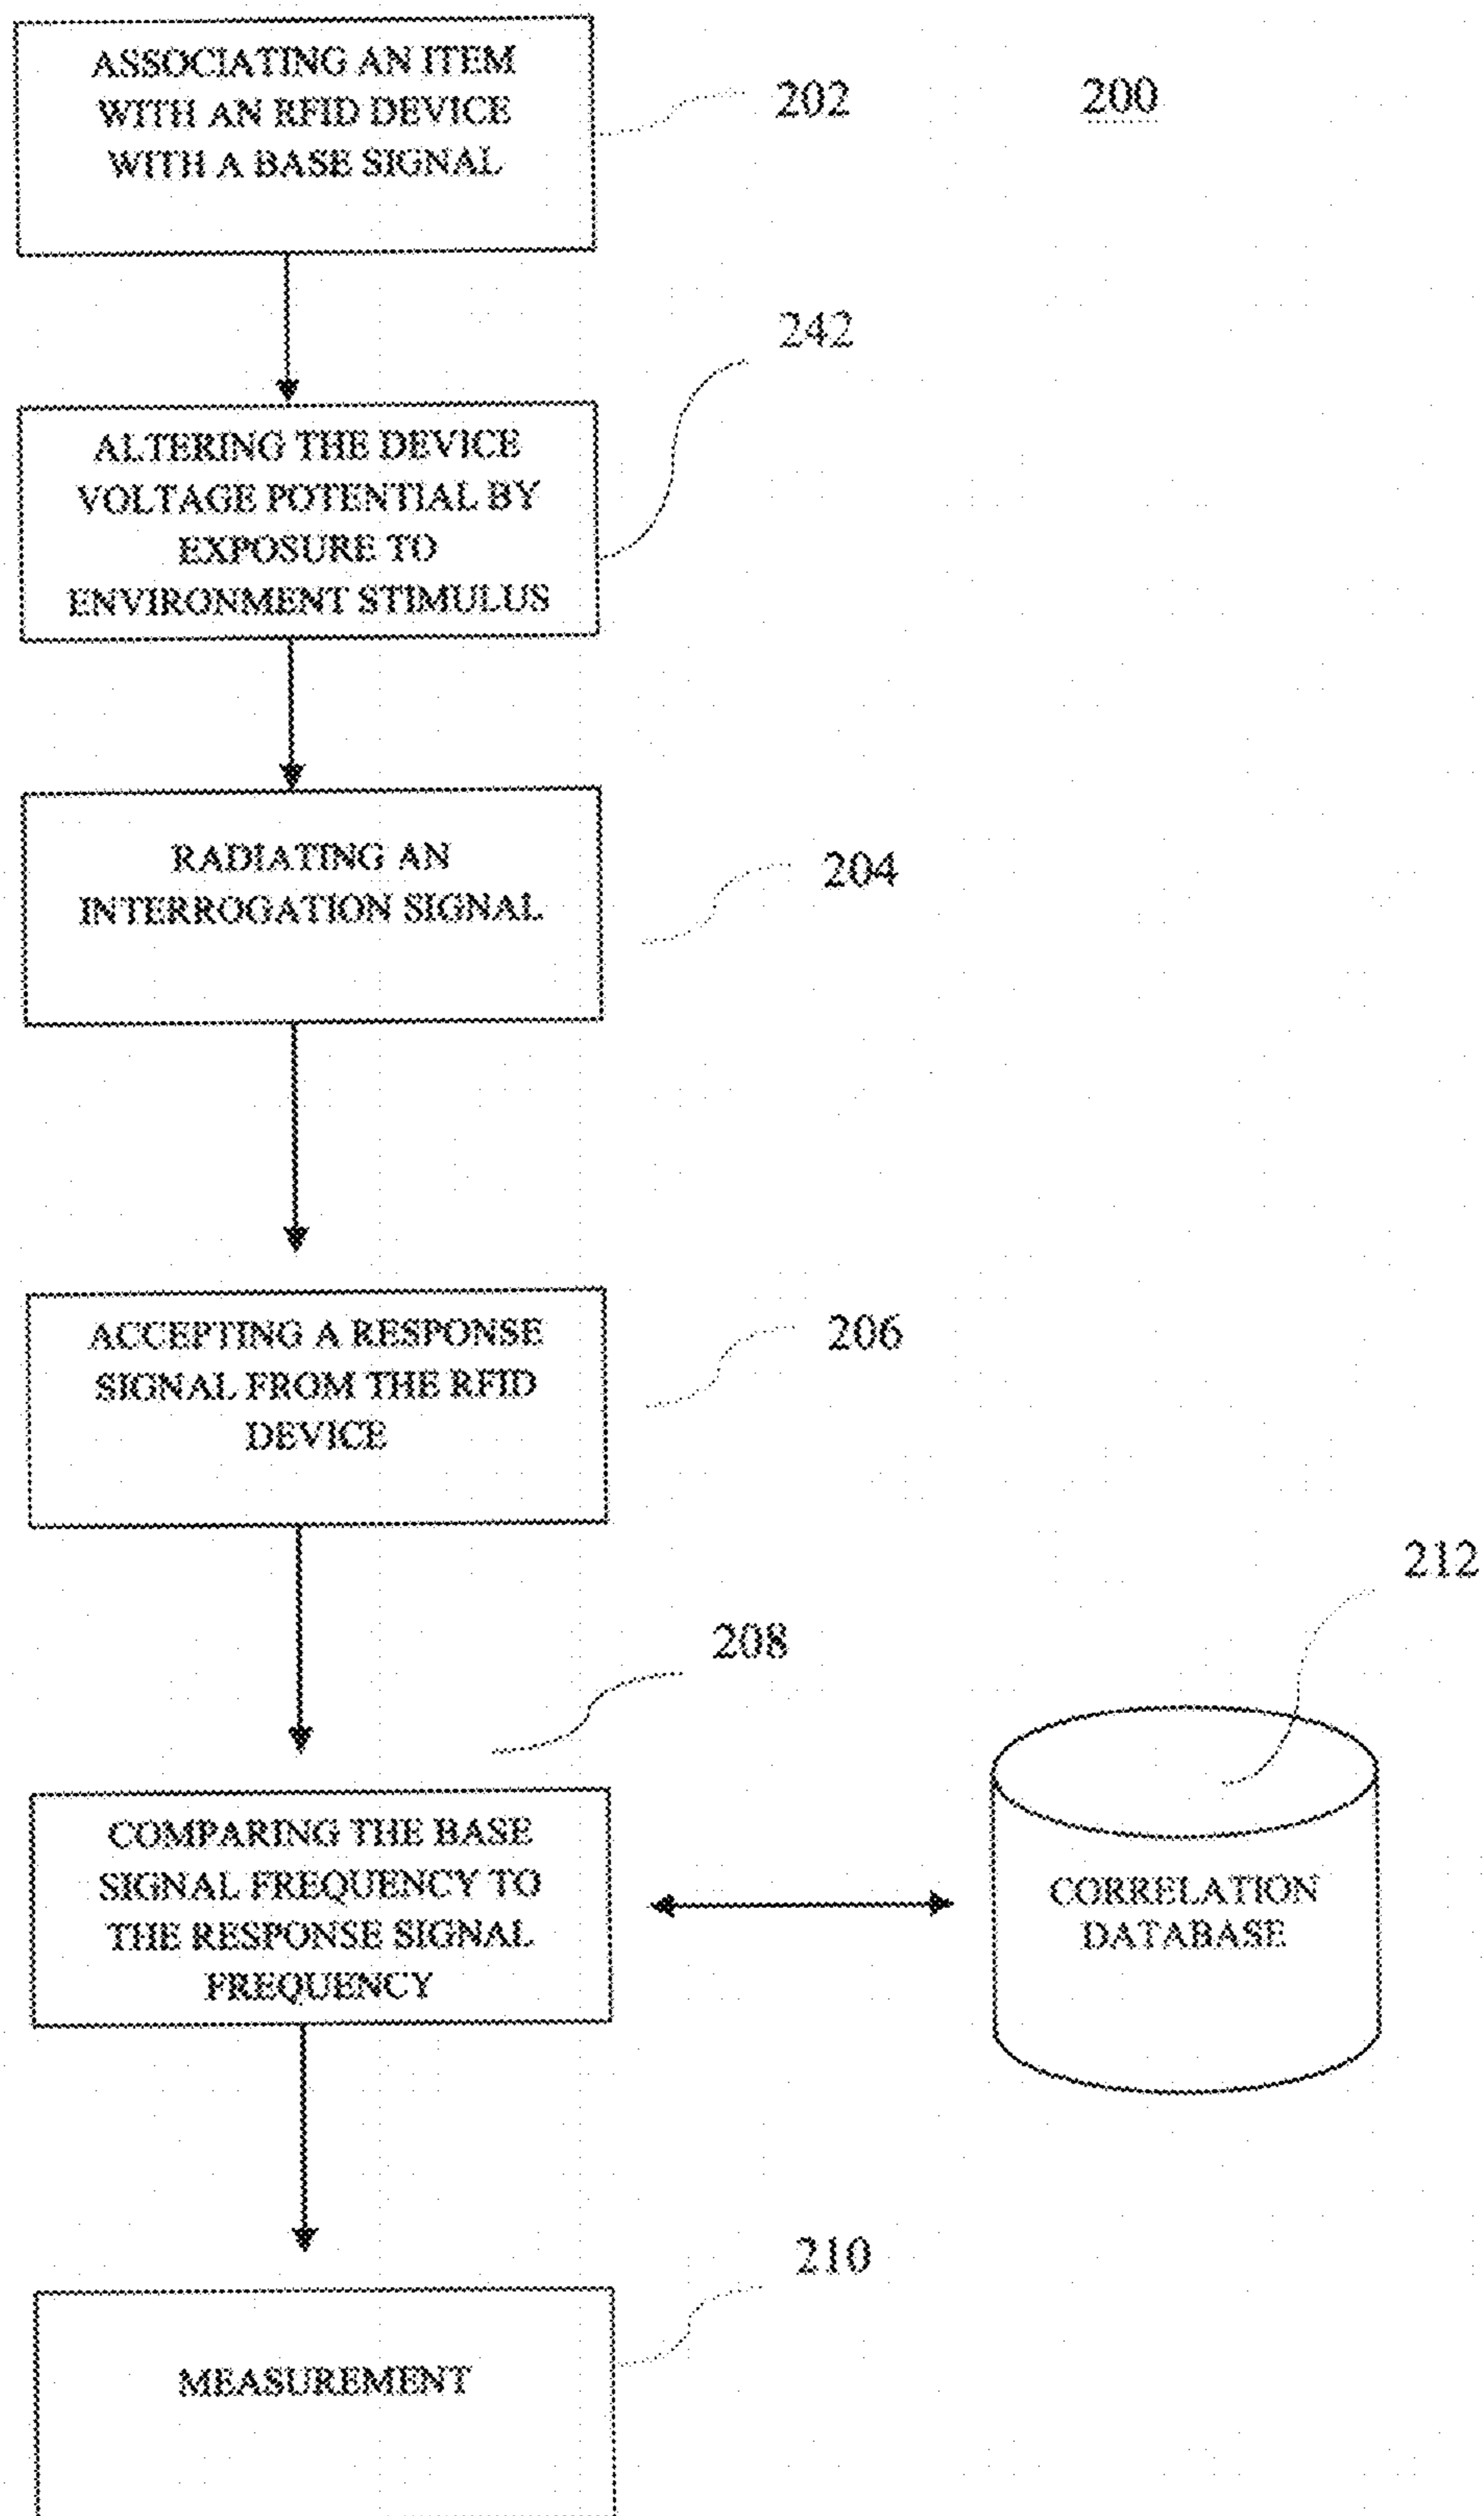 ASSOCIATING AN ITEM
WITH AN RFID DEVICE
WITH A BASE SIGNAL
202
200
242
ALTERING THE DEVICE
VOLTAGE POTENTIAL BY
EXPOSURE TO
ENVIRONMENT STIMULUS
RADIATING AN
INTERROGATION SIGNAL
204
ACCEPTING A RESPONSE
SIGNAL FROM THE RFID
DEVICE
206
212
208
COMPARING THE BASE
SIGNAL FREQUENCY TO
THE RESPONSE SIGNAL
FREQUENCY
CORRELATION
DATABASE
210
MEASUREMENT